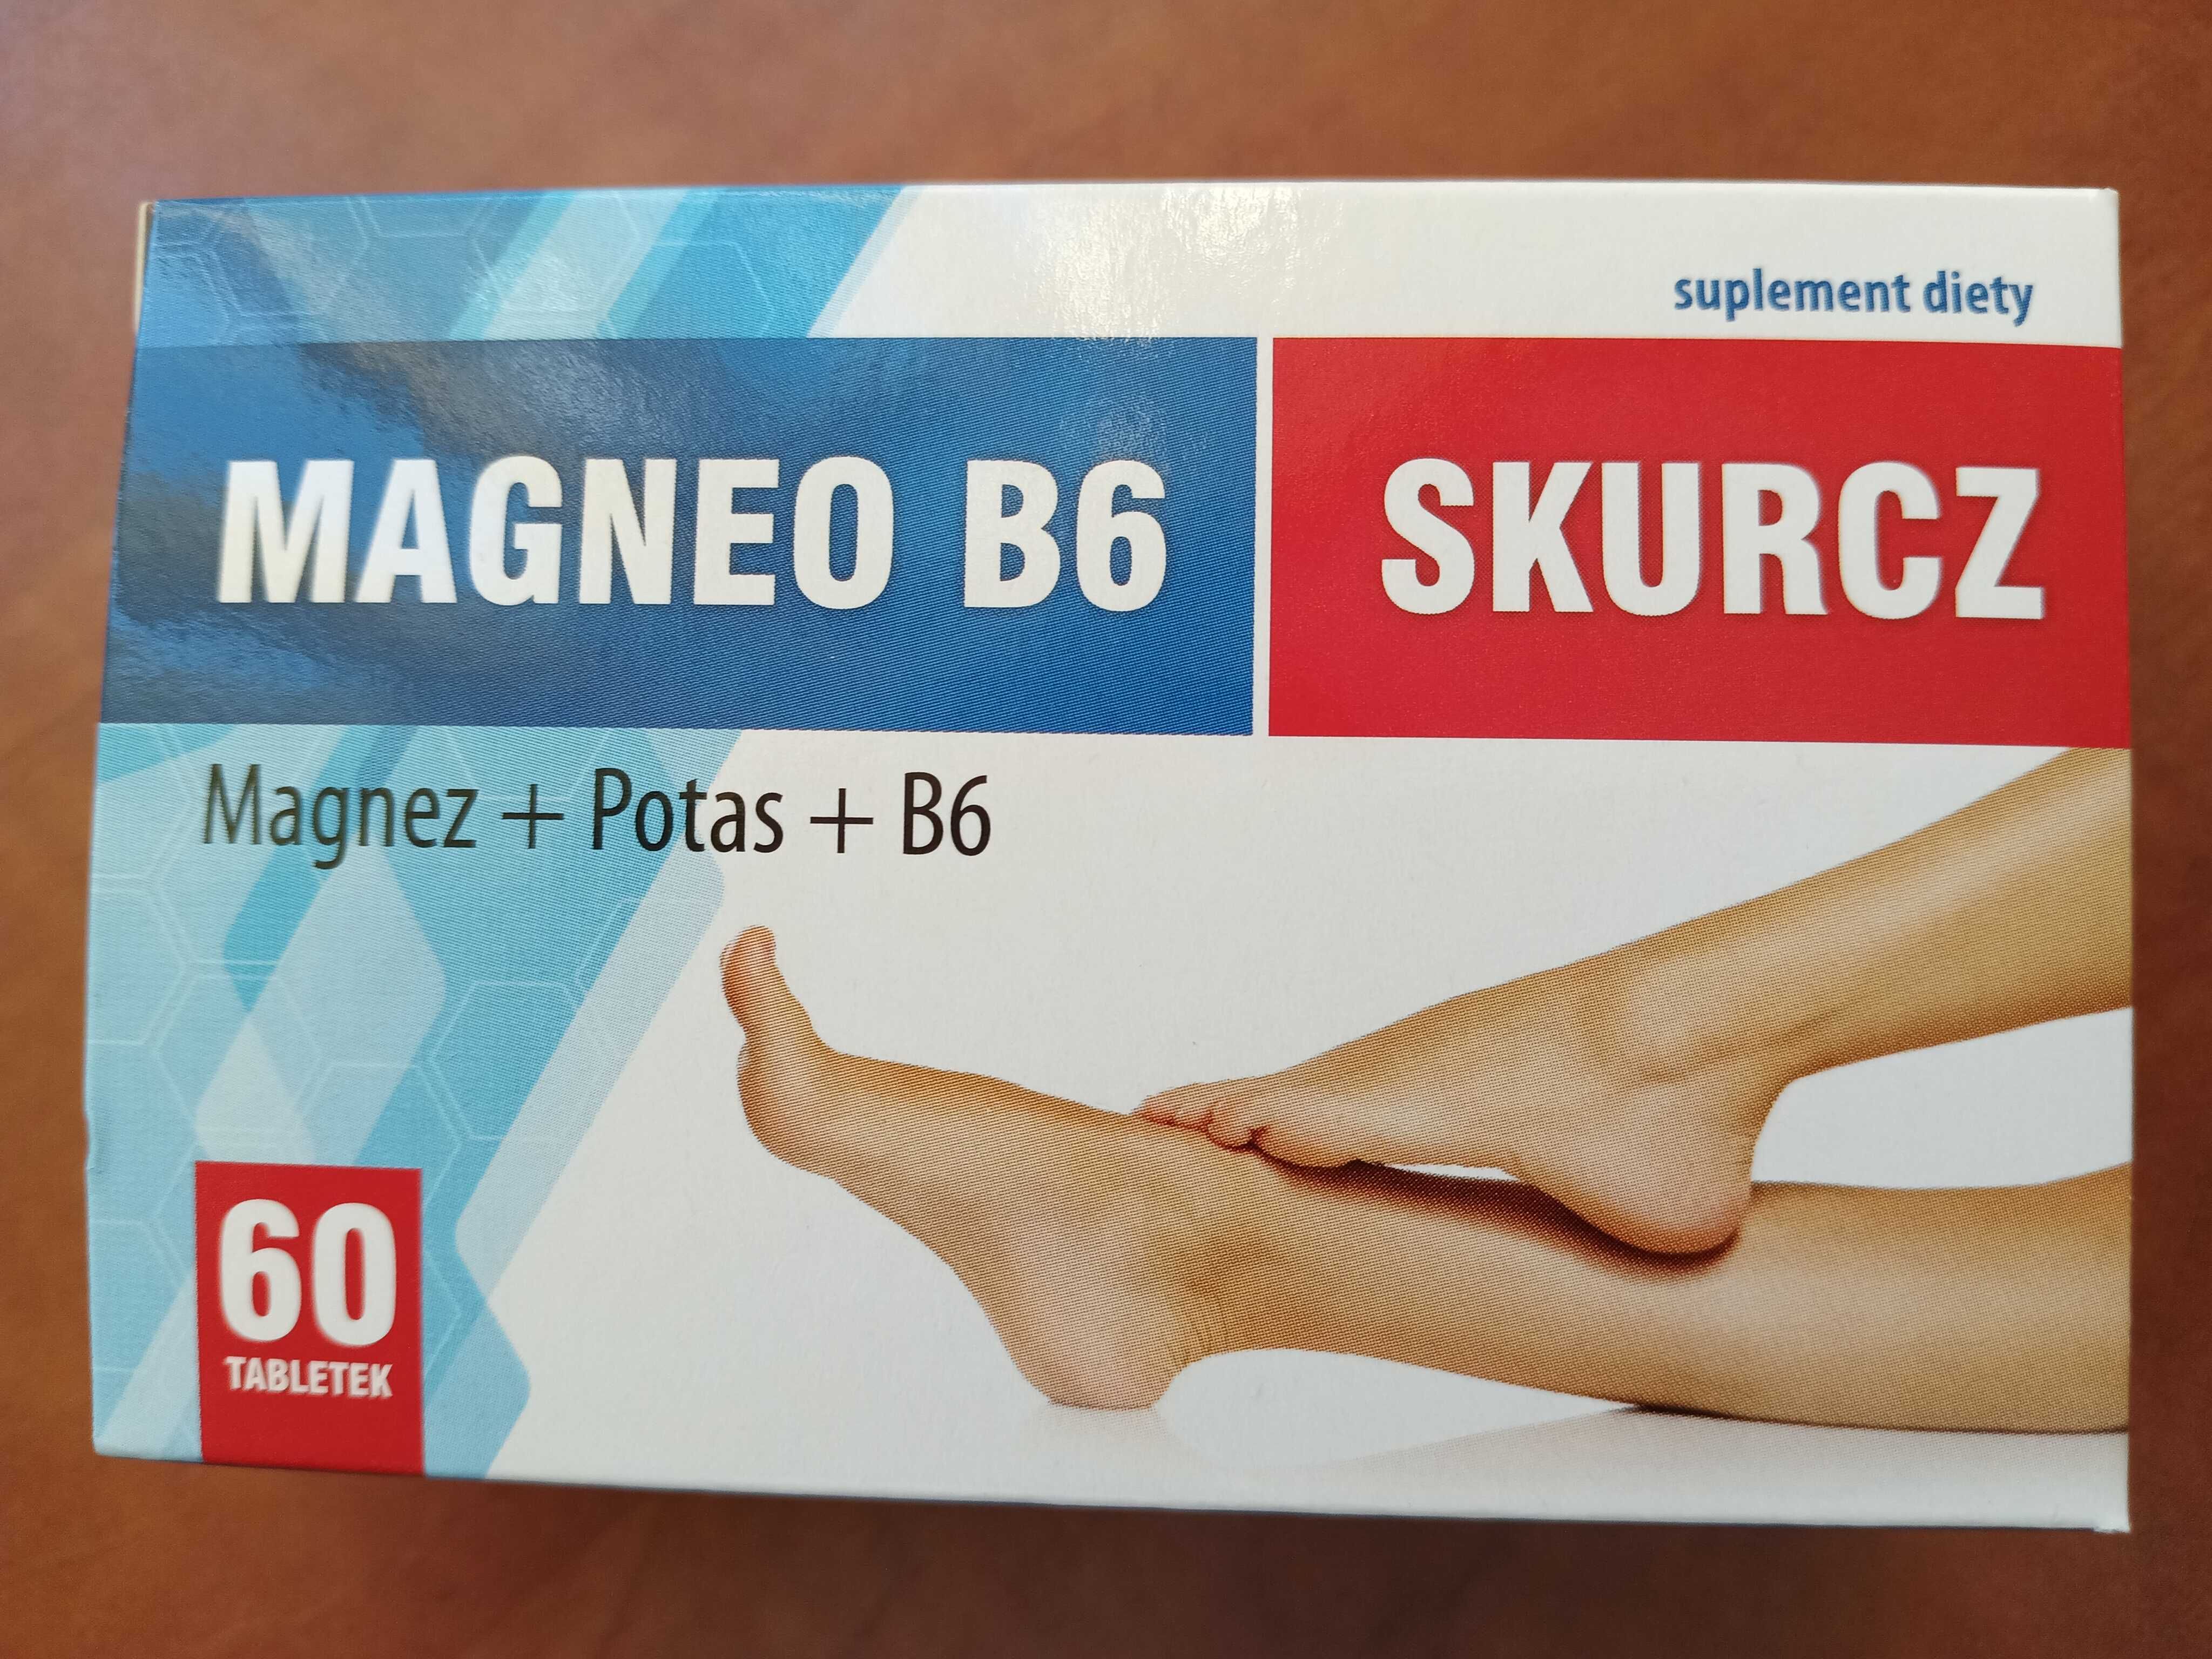 suplement diety
MAGNEO B6 SKURCZ
Magnez + Potas + B6
60
TABLETEK